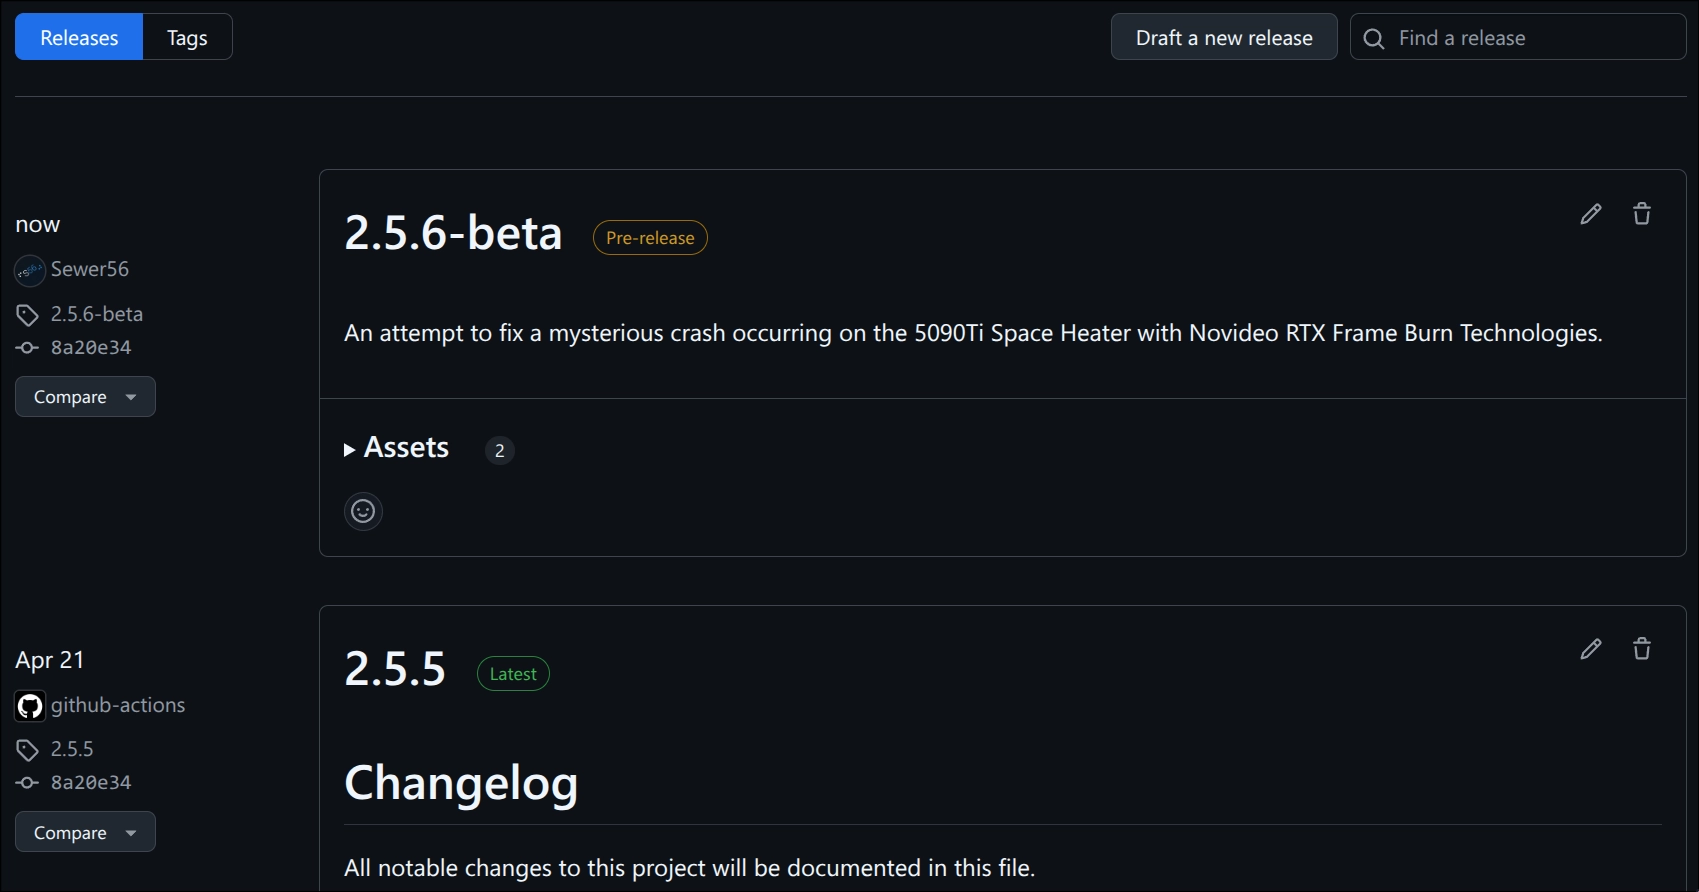 Releases
Tags
Draft a new release
Find a release
now
Sewer56
2.5.6-beta
8a20e34
Compare
2.5.6-beta
Pre-release
An attempt to fix a mysterious crash occurring on the 5090Ti Space Heater with Novideo RTX Frame Burn Technologies.
Assets
2
Apr 21
github-actions
2.5.5
8a20e34
Compare
2.5.5
Latest
Changelog
All notable changes to this project will be documented in this file.